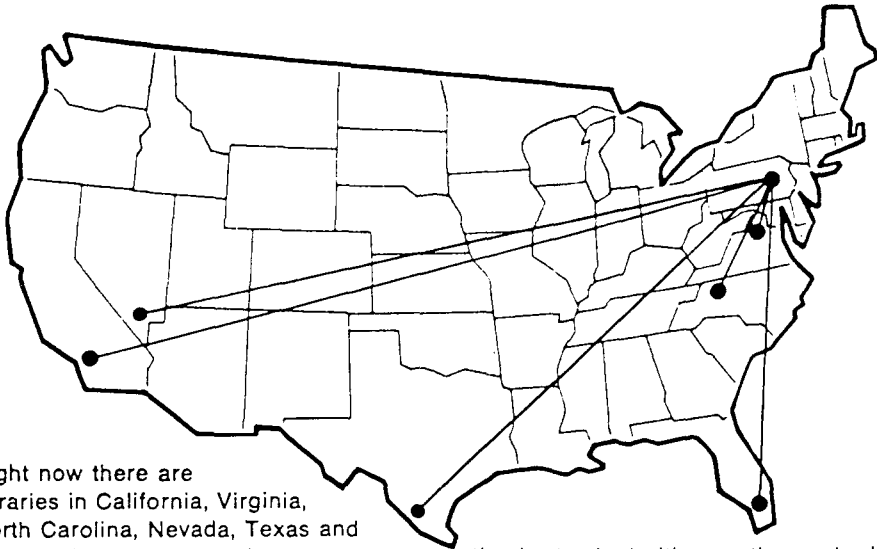 ght now there are
raries in California, Virginia,
orth Carolina, Nevada, Texas and